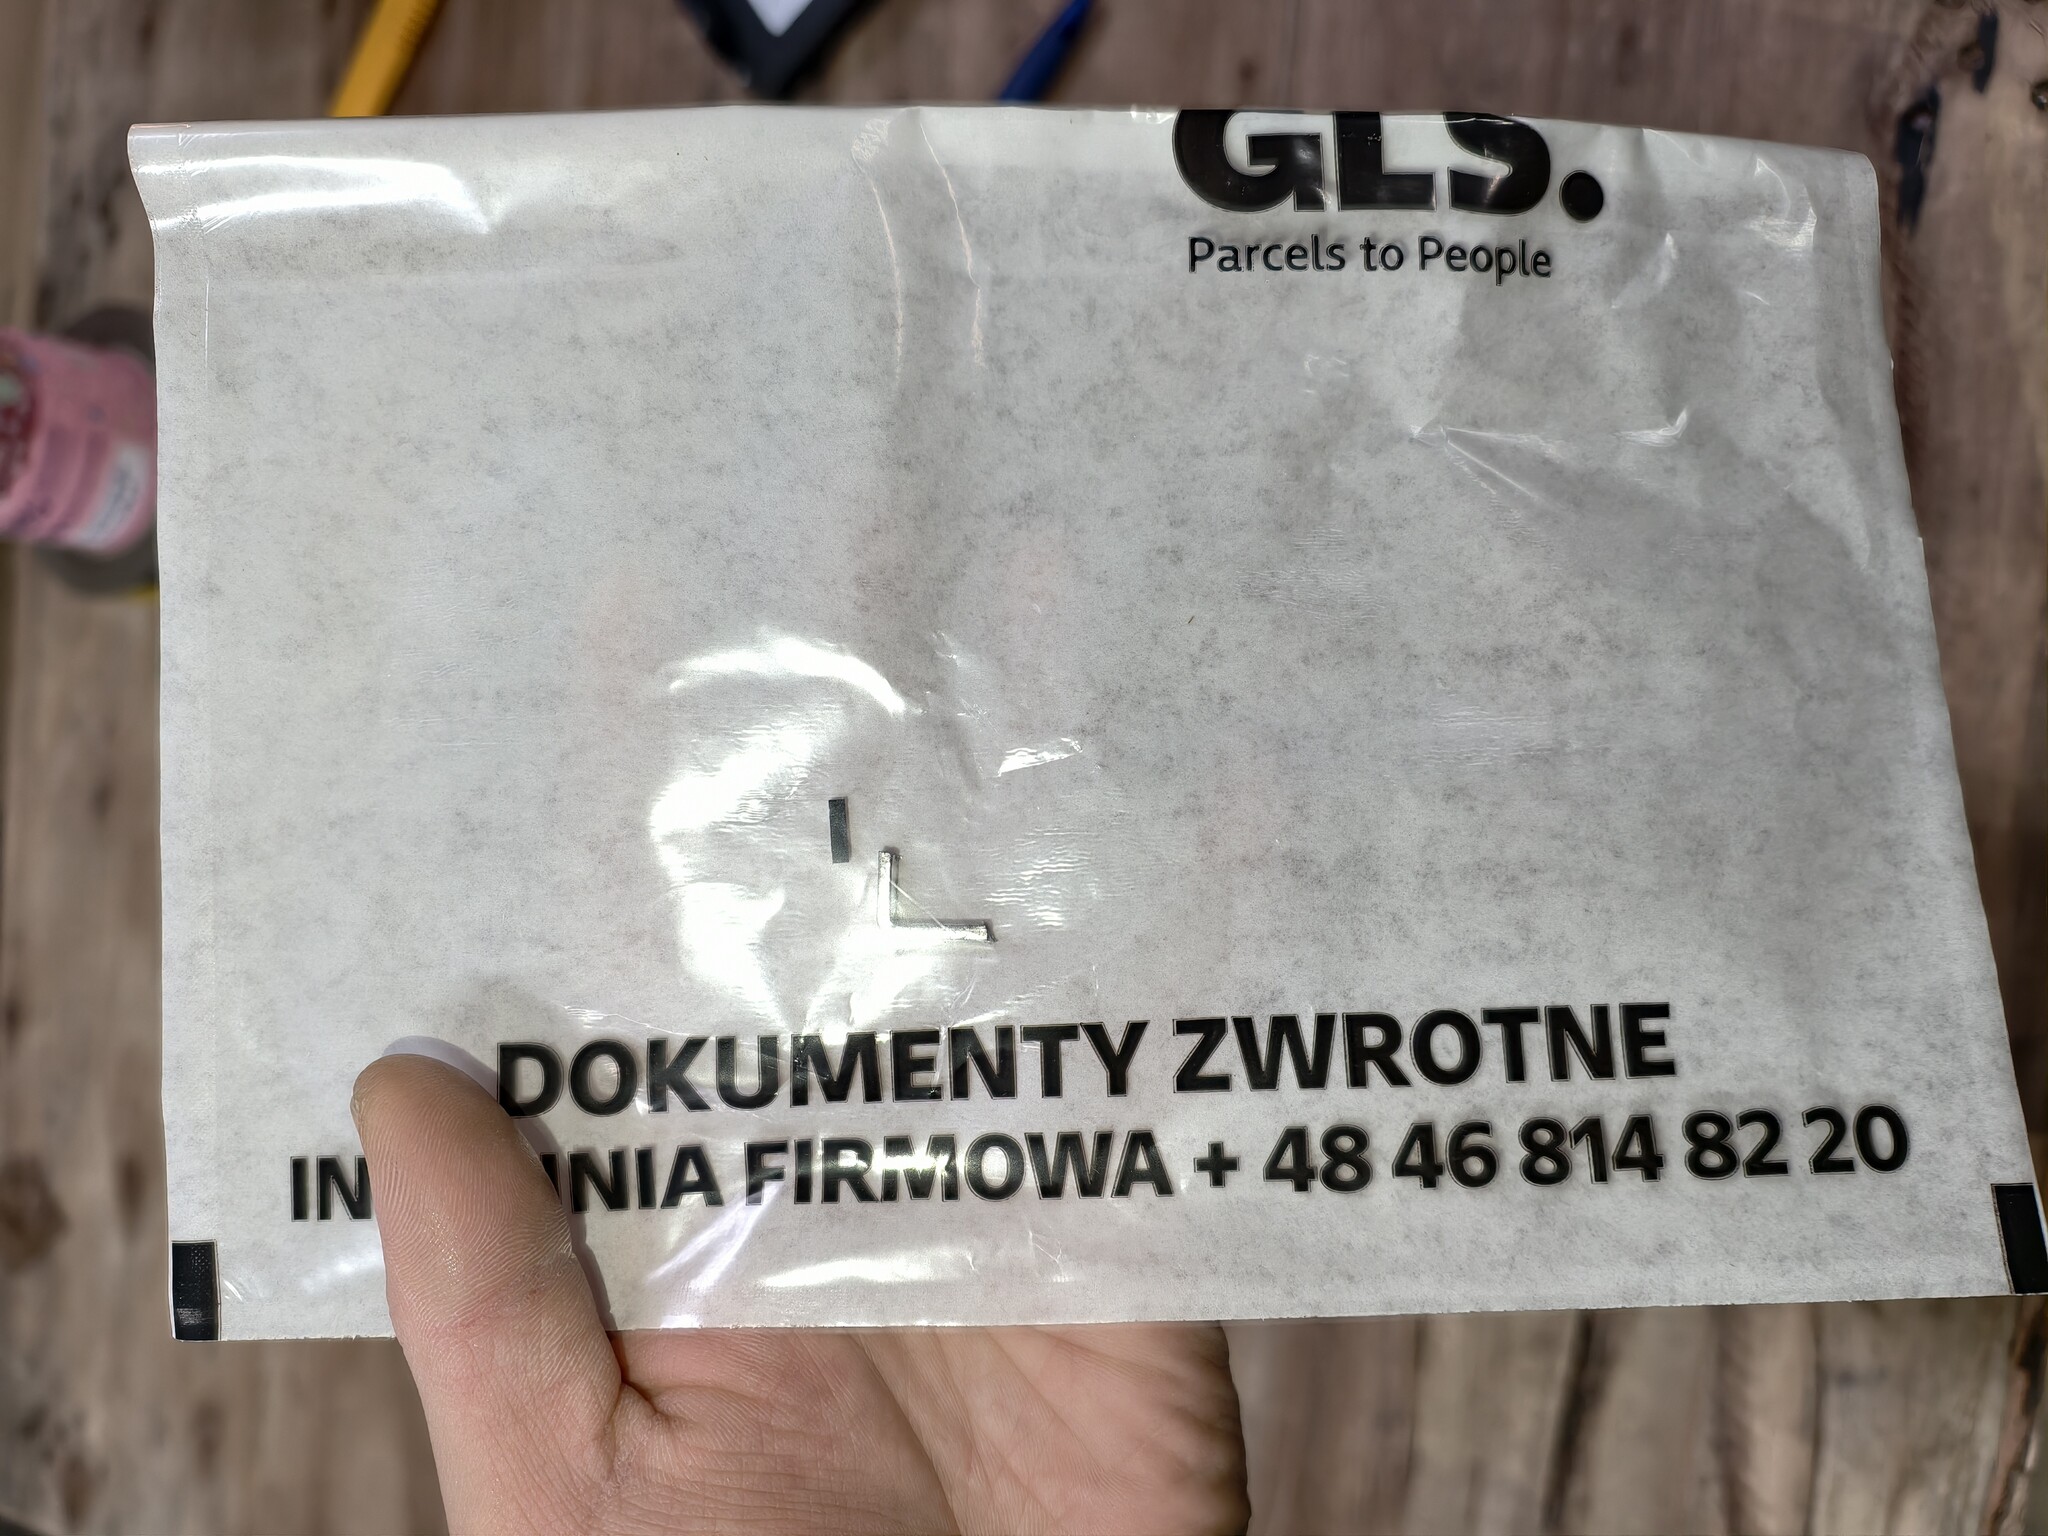 GLS.
Parcels to People
DOKUMENTY ZWROTNE
FIRMOWA + 48 46 814 82 20